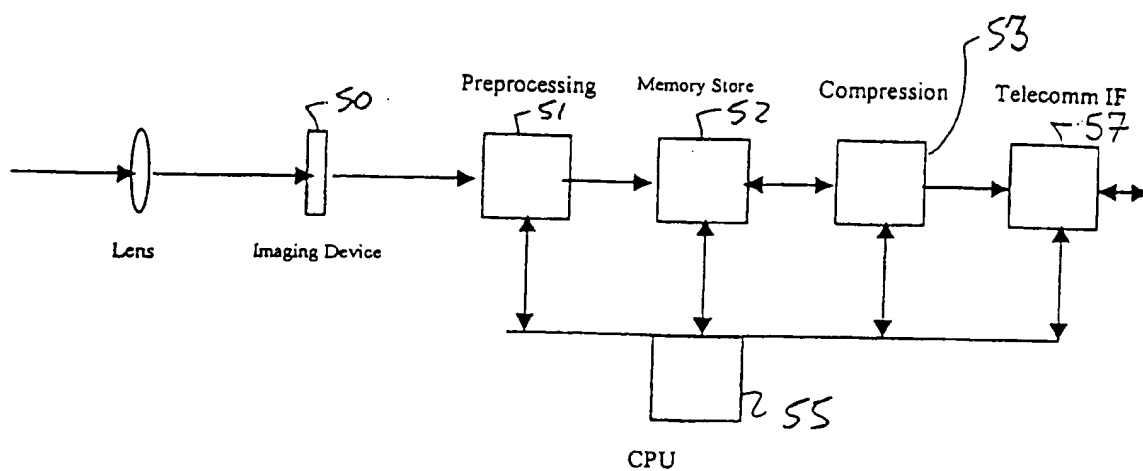 53
Preprocessing
Memory Store
Compression
Telecomm IF
50
51
52
57
Lens
Imaging Device
55
CPU